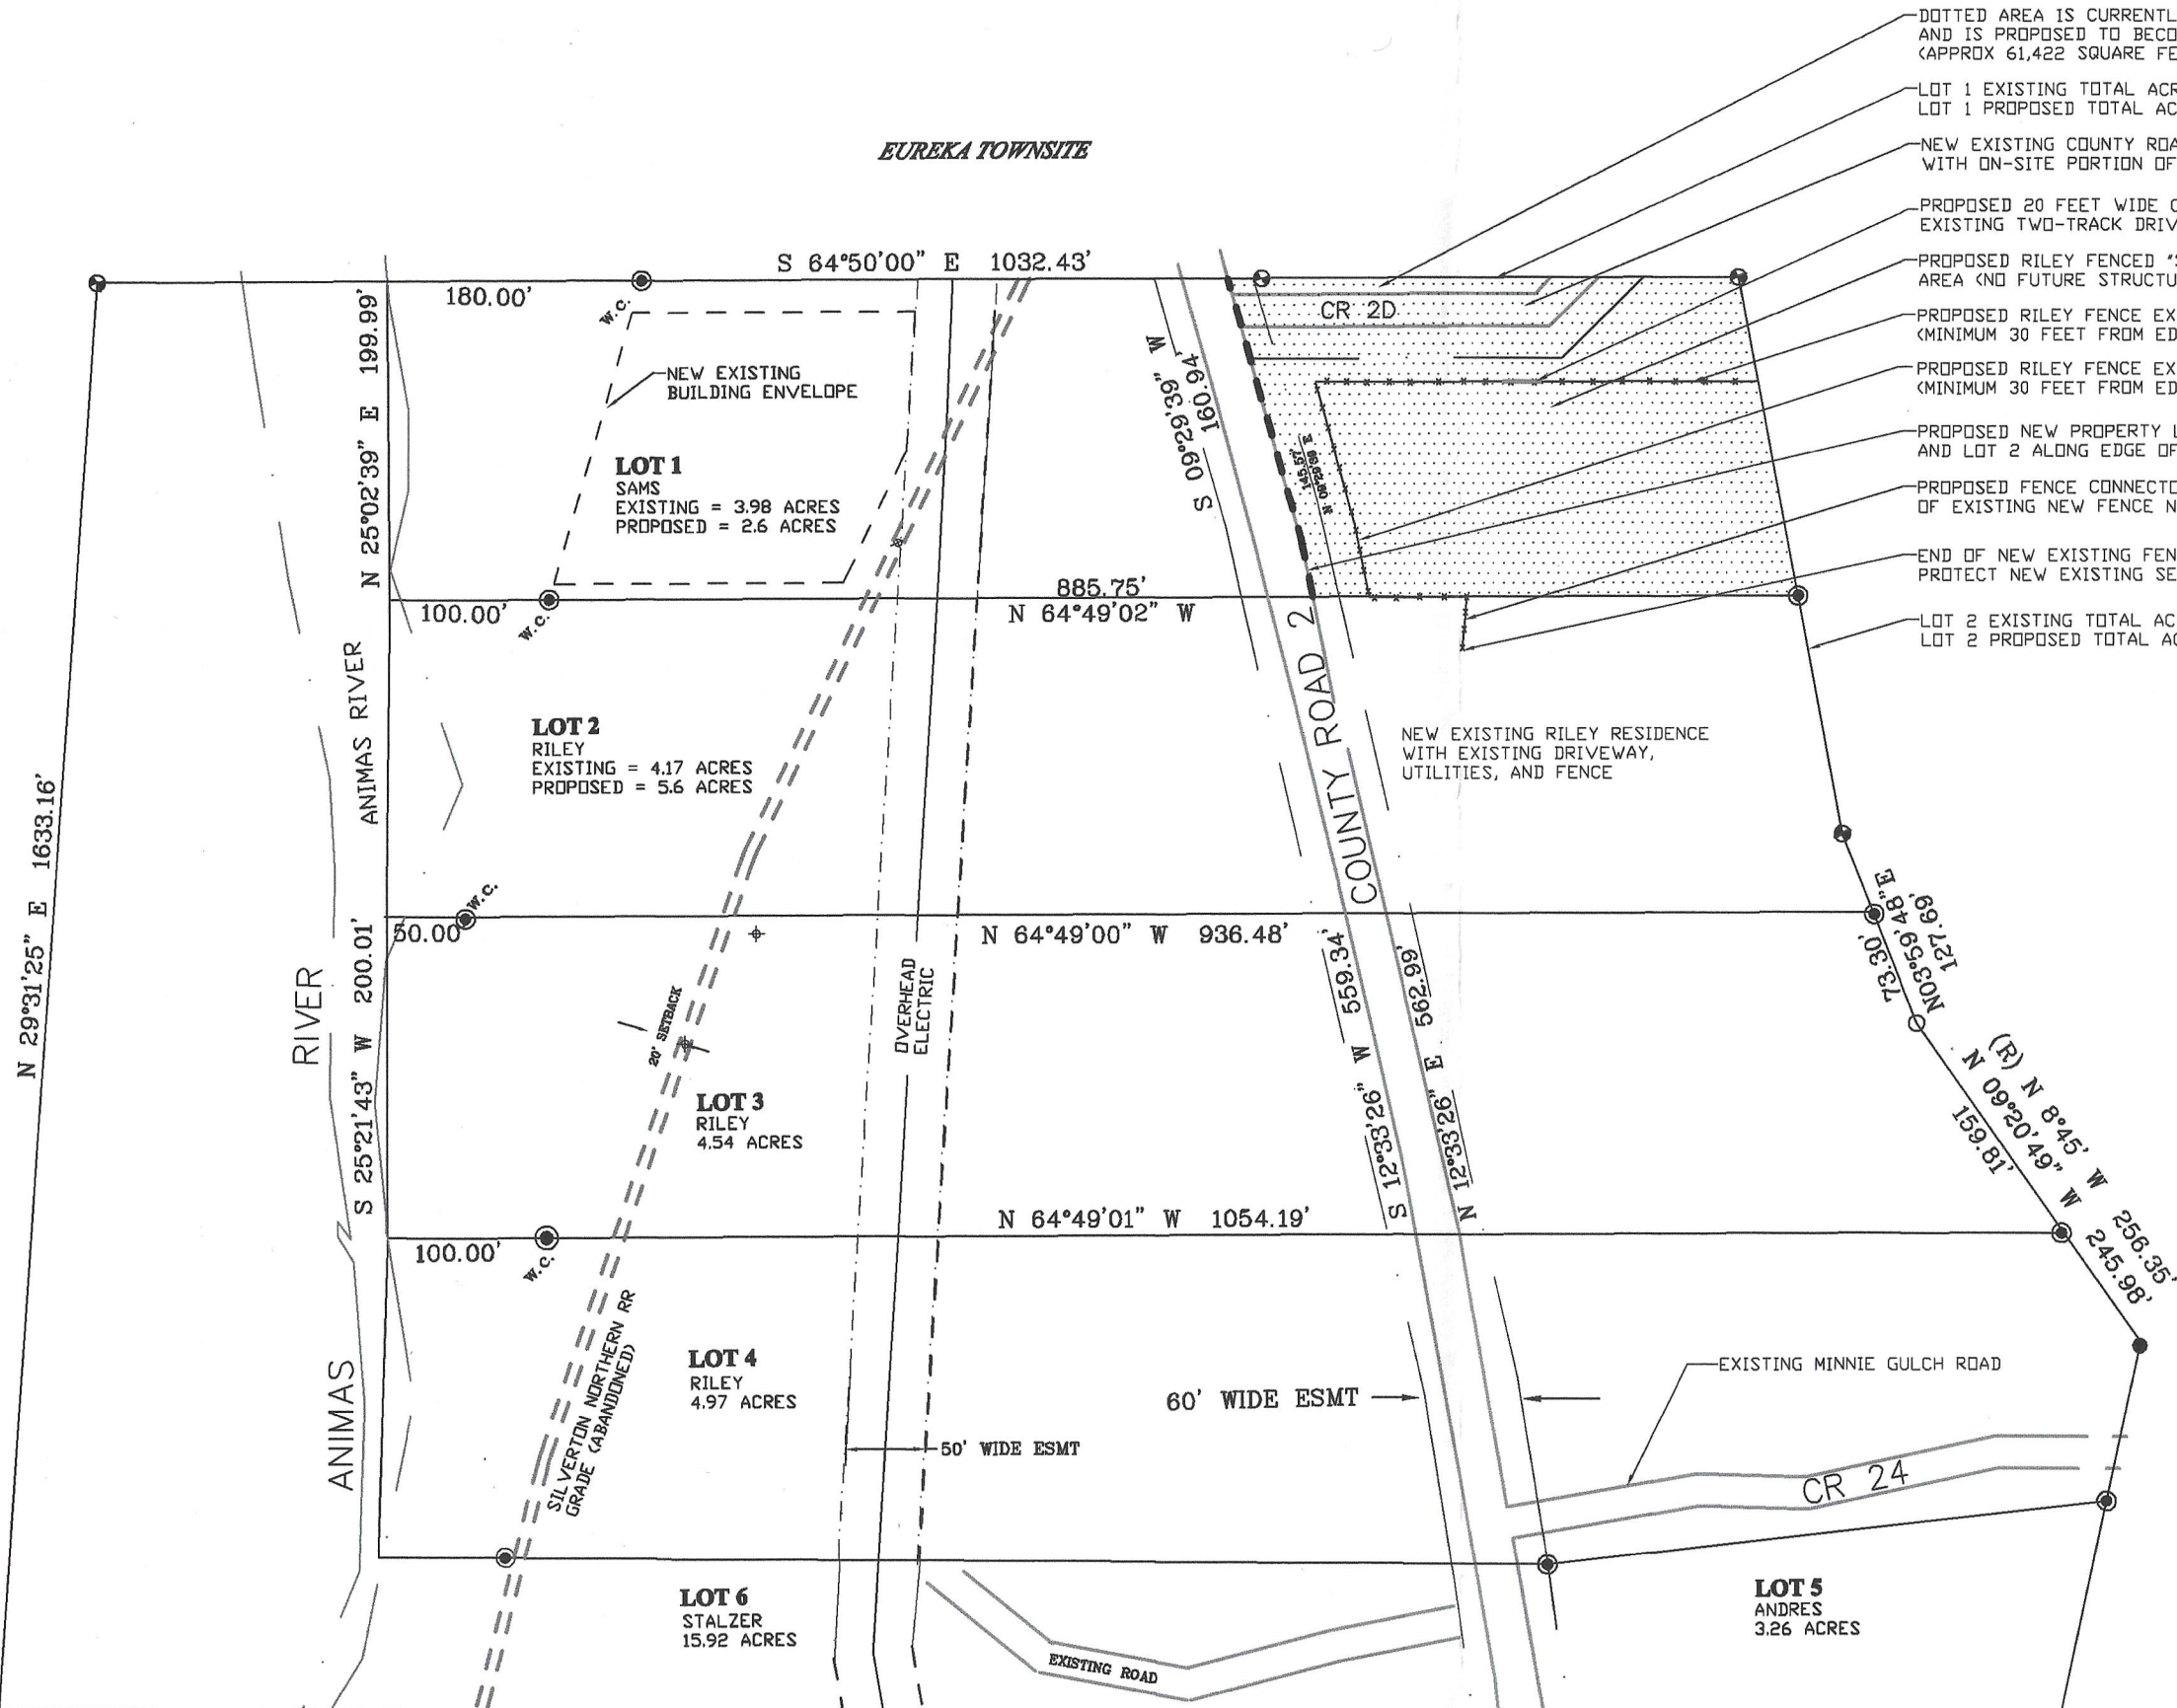 DOTTED AREA IS CURRENTL
AND IS PROPOSED TO BECO
(APPROX 61,422 SQUARE FE
LOT 1 EXISTING TOTAL ACR
LOT 1 PROPOSED TOTAL AC
NEW EXISTING COUNTY ROA
WITH ON-SITE PORTION OF
PROPOSED 20 FEET WIDE
EXISTING TWO-TRACK DRIV
PROPOSED RILEY FENCED
AREA (NO FUTURE STRUCTU
PROPOSED RILEY FENCE EX
(MINIMUM 30 FEET FROM ED
PROPOSED RILEY FENCE EX
(MINIMUM 30 FEET FROM ED
PROPOSED NEW PROPERTY L
AND LOT 2 ALONG EDGE OF
PROPOSED FENCE CONNECTO
OF EXISTING NEW FENCE N
END OF NEW EXISTING FEN
PROTECT NEW EXISTING SE
LOT 2 EXISTING TOTAL AC
LOT 2 PROPOSED TOTAL AC
EUREKA TOWNSITE
S 64°50'00" E 1032.43'
180.00'
W.C.
CR 2D
NEW EXISTING
BUILDING ENVELOPE
N 25°02'39" E 199.99'
S 09°29'39" W
160.94'
N 09°29'39" E
145.57'
LOT 1
SAMS
EXISTING = 3.98 ACRES
PROPOSED = 2.6 ACRES
100.00'
W.C.
885.75'
N 64°49'02" W
ANIMAS RIVER
LOT 2
RILEY
EXISTING = 4.17 ACRES
PROPOSED = 5.6 ACRES
COUNTY ROAD 2
NEW EXISTING RILEY RESIDENCE
WITH EXISTING DRIVEWAY,
UTILITIES, AND FENCE
N 29°31'25" E 1633.16'
W.C.
50.00'
N 64°49'00" W 936.48'
N03°59'48"E
127.69'
73.30'
S 25°21'43" W 200.01'
20' SETBACK
OVERHEAD
ELECTRIC
S 12°33'26" W 559.34'
N 12°33'26" E 562.99'
LOT 3
RILEY
4.54 ACRES
(R) N 8°45' W 256.35'
N 09°20'49" W 245.98'
159.81'
N 64°49'01" W 1054.19'
100.00'
W.C.
ANIMAS RIVER
SILVERTON NORTHERN RR
GRADE (ABANDONED)
LOT 4
RILEY
4.97 ACRES
60' WIDE ESMT
EXISTING MINNIE GULCH ROAD
50' WIDE ESMT
CR 24
LOT 6
STALZER
15.92 ACRES
EXISTING ROAD
LOT 5
ANDRES
3.26 ACRES